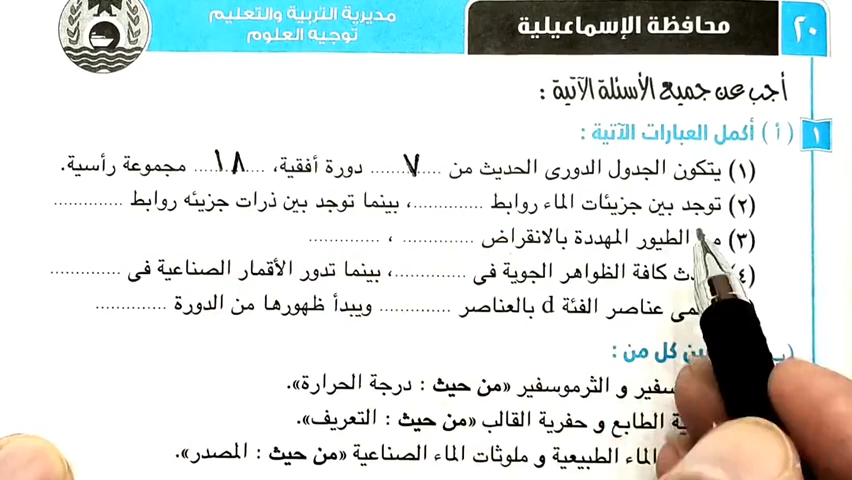 ٢٠ محافظة الإسماعيلية مديرية التربية والتعليم
توجيه العلوم
أجب عن جميع الأسئلة الآتية :
١ (أ) أكمل العبارات الآتية :
(١) يتكون الجدول الدورى الحديث من ...٧... دورة أفقية، ...١٨... مجموعة رأسية.
(٢) توجد بين جزيئات الماء روابط ............، بينما توجد بين ذرات جزيئه روابط ............
(٣) الطيور المهددة بالانقراض ............ ، ............
(٤) كافة الظواهر الجوية فى ............، بينما تدور الأقمار الصناعية فى ............
عناصر الفئة d بالعناصر ............ ويبدأ ظهورها من الدورة ............
كل من :
و الثرموسفير «من حيث : درجة الحرارة».
الطابع و حفرية القالب «من حيث : التعريف».
الماء الطبيعية و ملوثات الماء الصناعية «من حيث : المصدر».